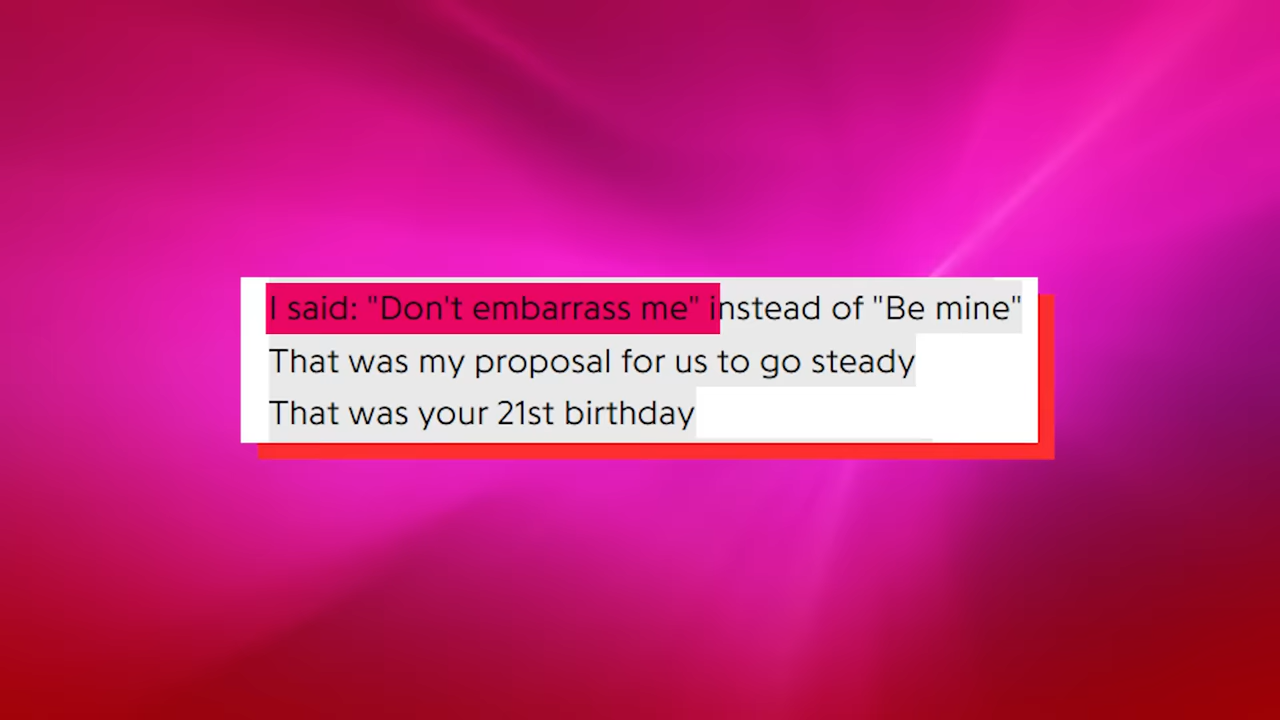 I said: "Don't embarrass me" instead of "Be mine"
That was my proposal for us to go steady
That was your 21st birthday